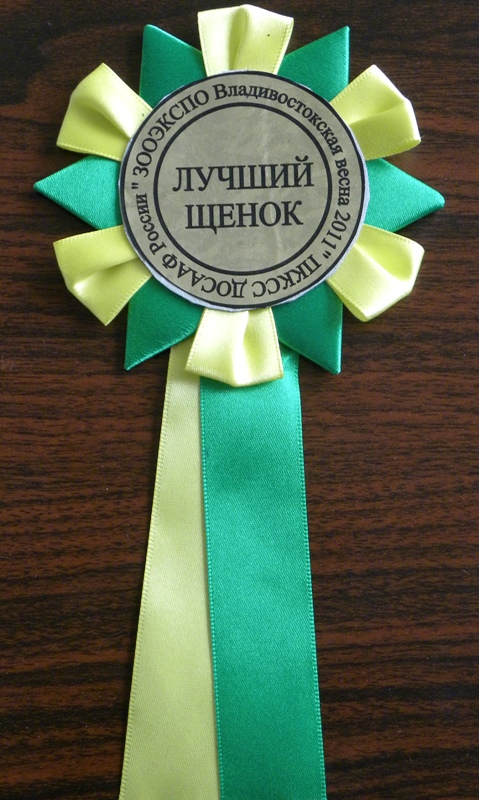 "ЗООЭКСПО Владивостокская весна 2011" ПККСС ДОСААФ России
ЛУЧШИЙ
ЩЕНОК